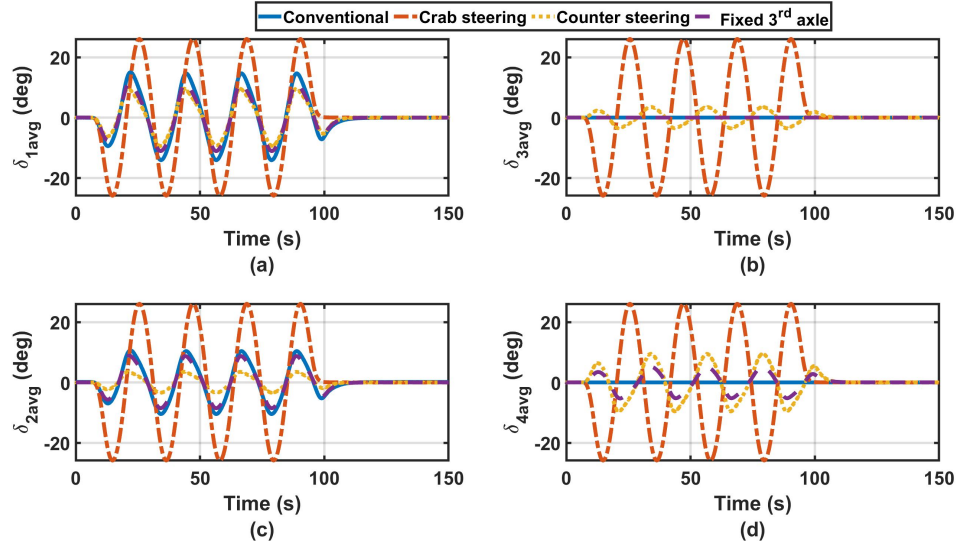 Conventional Crab steering Counter steering Fixed 3rd axle
δ1avg (deg)
20
0
-20
0 50 100 150
Time (s)
(a)
δ3avg (deg)
20
0
-20
0 50 100 150
Time (s)
(b)
δ2avg (deg)
20
0
-20
0 50 100 150
Time (s)
(c)
δ4avg (deg)
20
0
-20
0 50 100 150
Time (s)
(d)